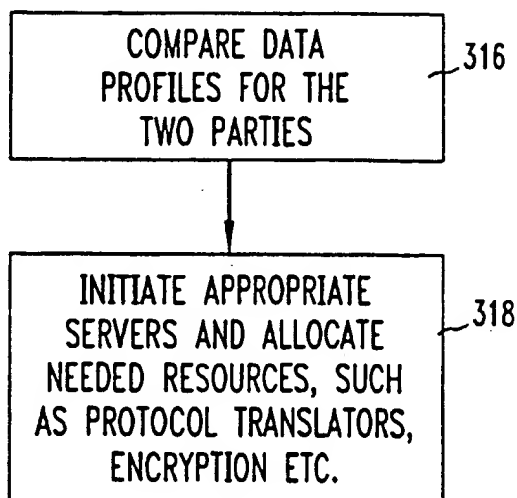 COMPARE DATA
PROFILES FOR THE
TWO PARTIES
316
INITIATE APPROPRIATE
SERVERS AND ALLOCATE
NEEDED RESOURCES, SUCH
AS PROTOCOL TRANSLATORS,
ENCRYPTION ETC.
318